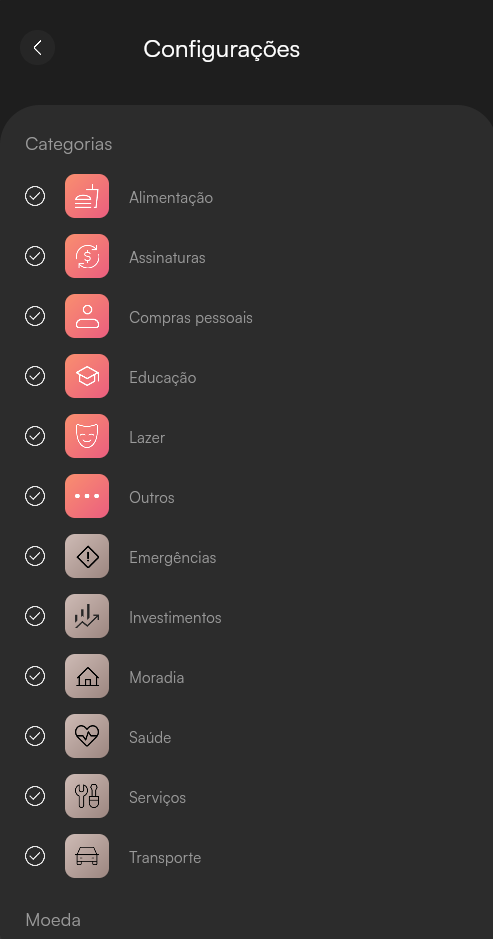 Configurações
Categorias
Alimentação
Assinaturas
Compras pessoais
Educação
Lazer
Outros
Emergências
Investimentos
Moradia
Saúde
Serviços
Transporte
Moeda